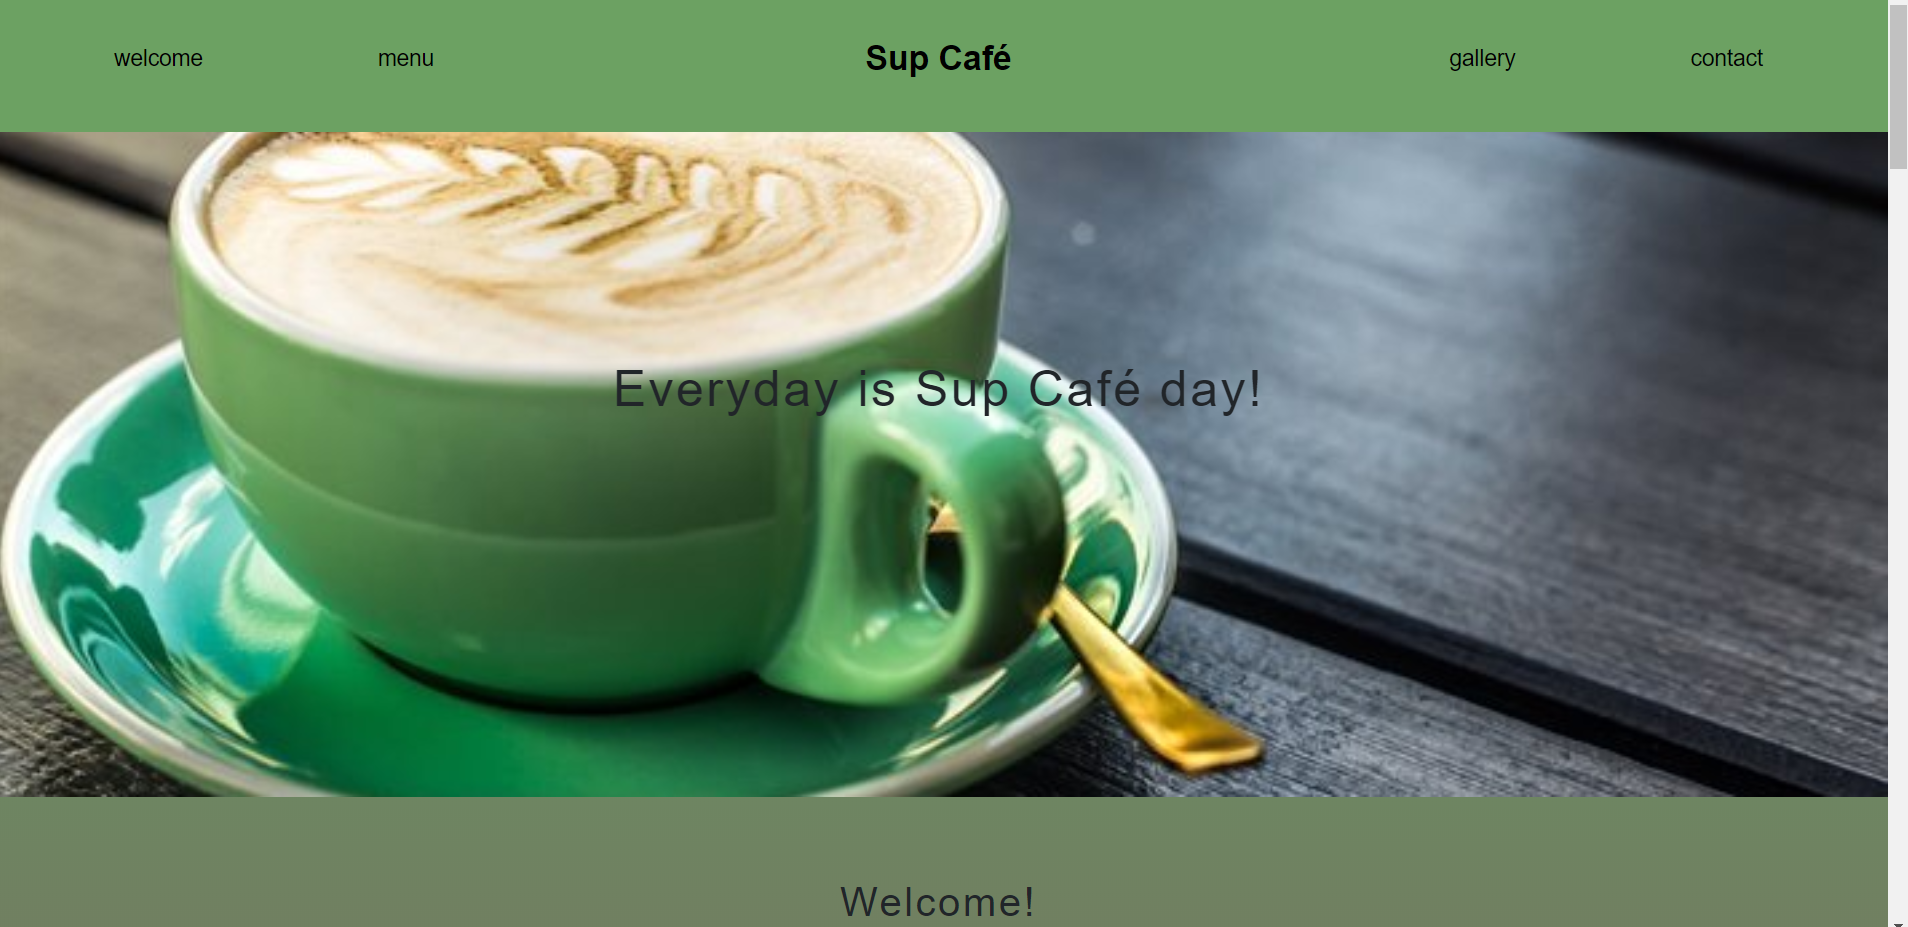 welcome menu Sup Café gallery contact
Everyday is Sup Café day!
Welcome!